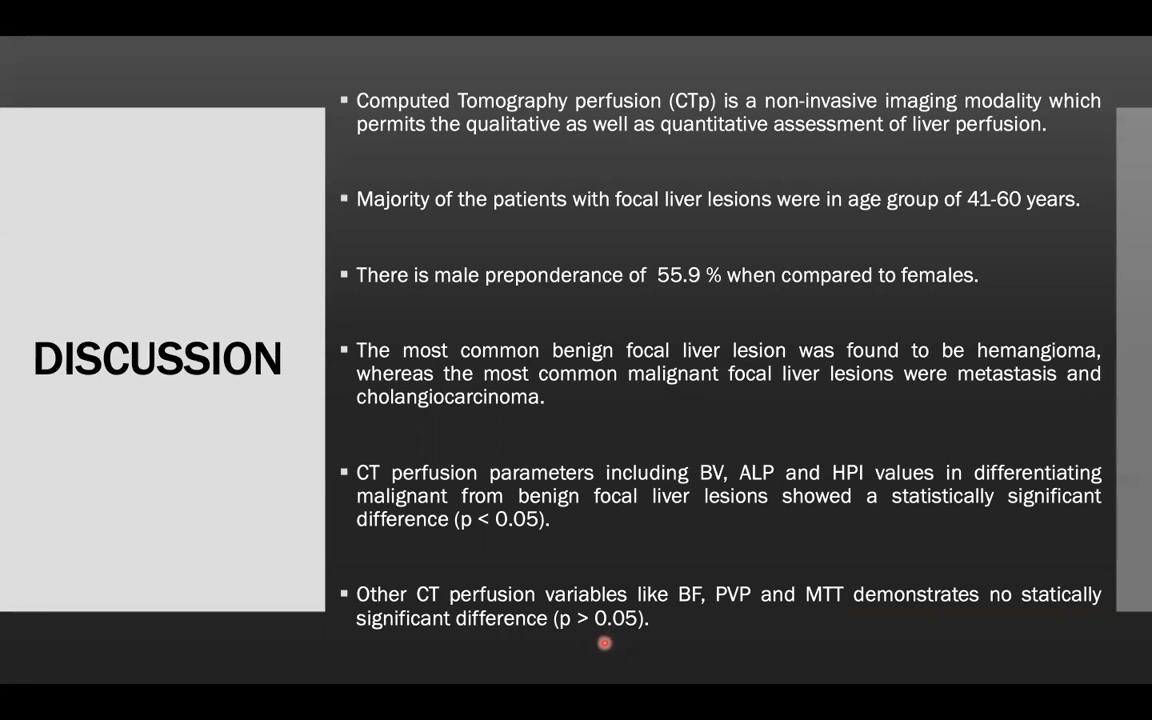 DISCUSSION
▪ Computed Tomography perfusion (CTp) is a non-invasive imaging modality which
permits the qualitative as well as quantitative assessment of liver perfusion.
▪ Majority of the patients with focal liver lesions were in age group of 41-60 years.
▪ There is male preponderance of 55.9 % when compared to females.
▪ The most common benign focal liver lesion was found to be hemangioma,
whereas the most common malignant focal liver lesions were metastasis and
cholangiocarcinoma.
▪ CT perfusion parameters including BV, ALP and HPI values in differentiating
malignant from benign focal liver lesions showed a statistically significant
difference (p < 0.05).
▪ Other CT perfusion variables like BF, PVP and MTT demonstrates no statically
significant difference (p > 0.05).